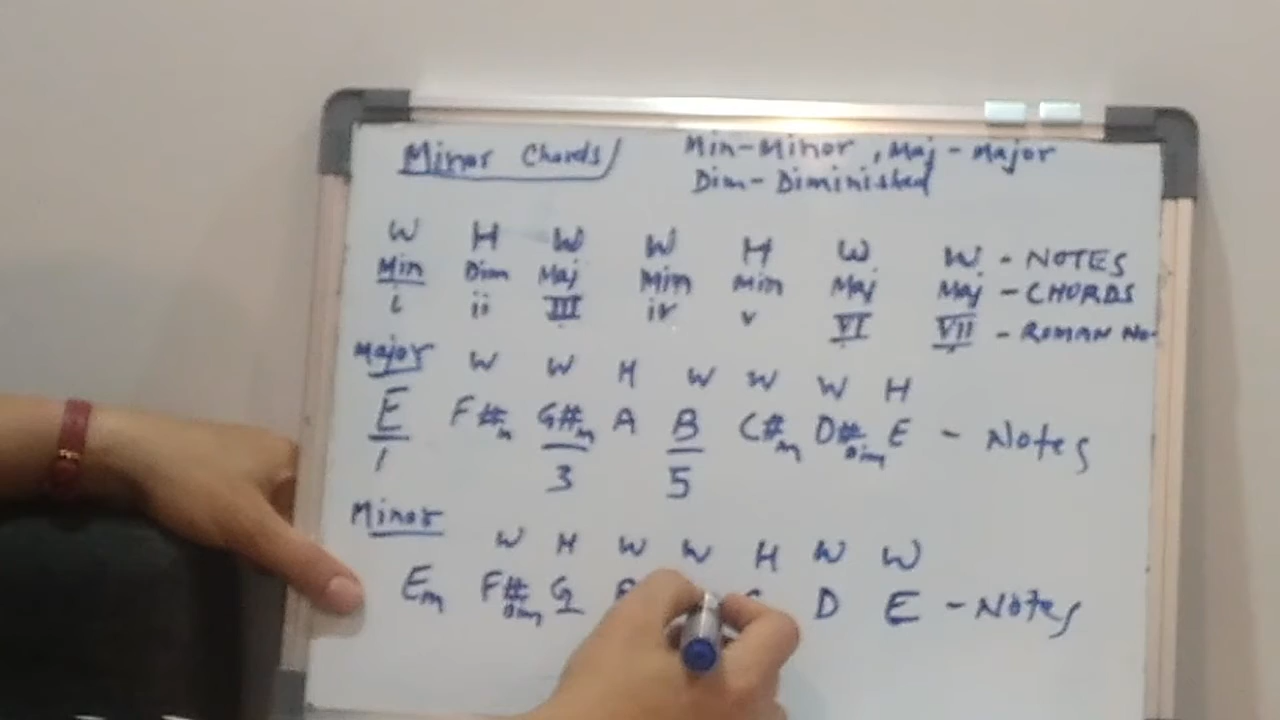 Minor Chords/ Min-Minor, Maj-Major
Dim-Diminished
W H W W H W W - NOTES
Min Dim Maj Min Min Maj Maj - CHORDS
i ii III iv v VI VII - ROMAN No.
Major W W H W W W H
E F#m G#m A B C#m D#Dim E - Notes
1 3 5
Minor
W H W W H W W
Em F#Dim G D E - Notes